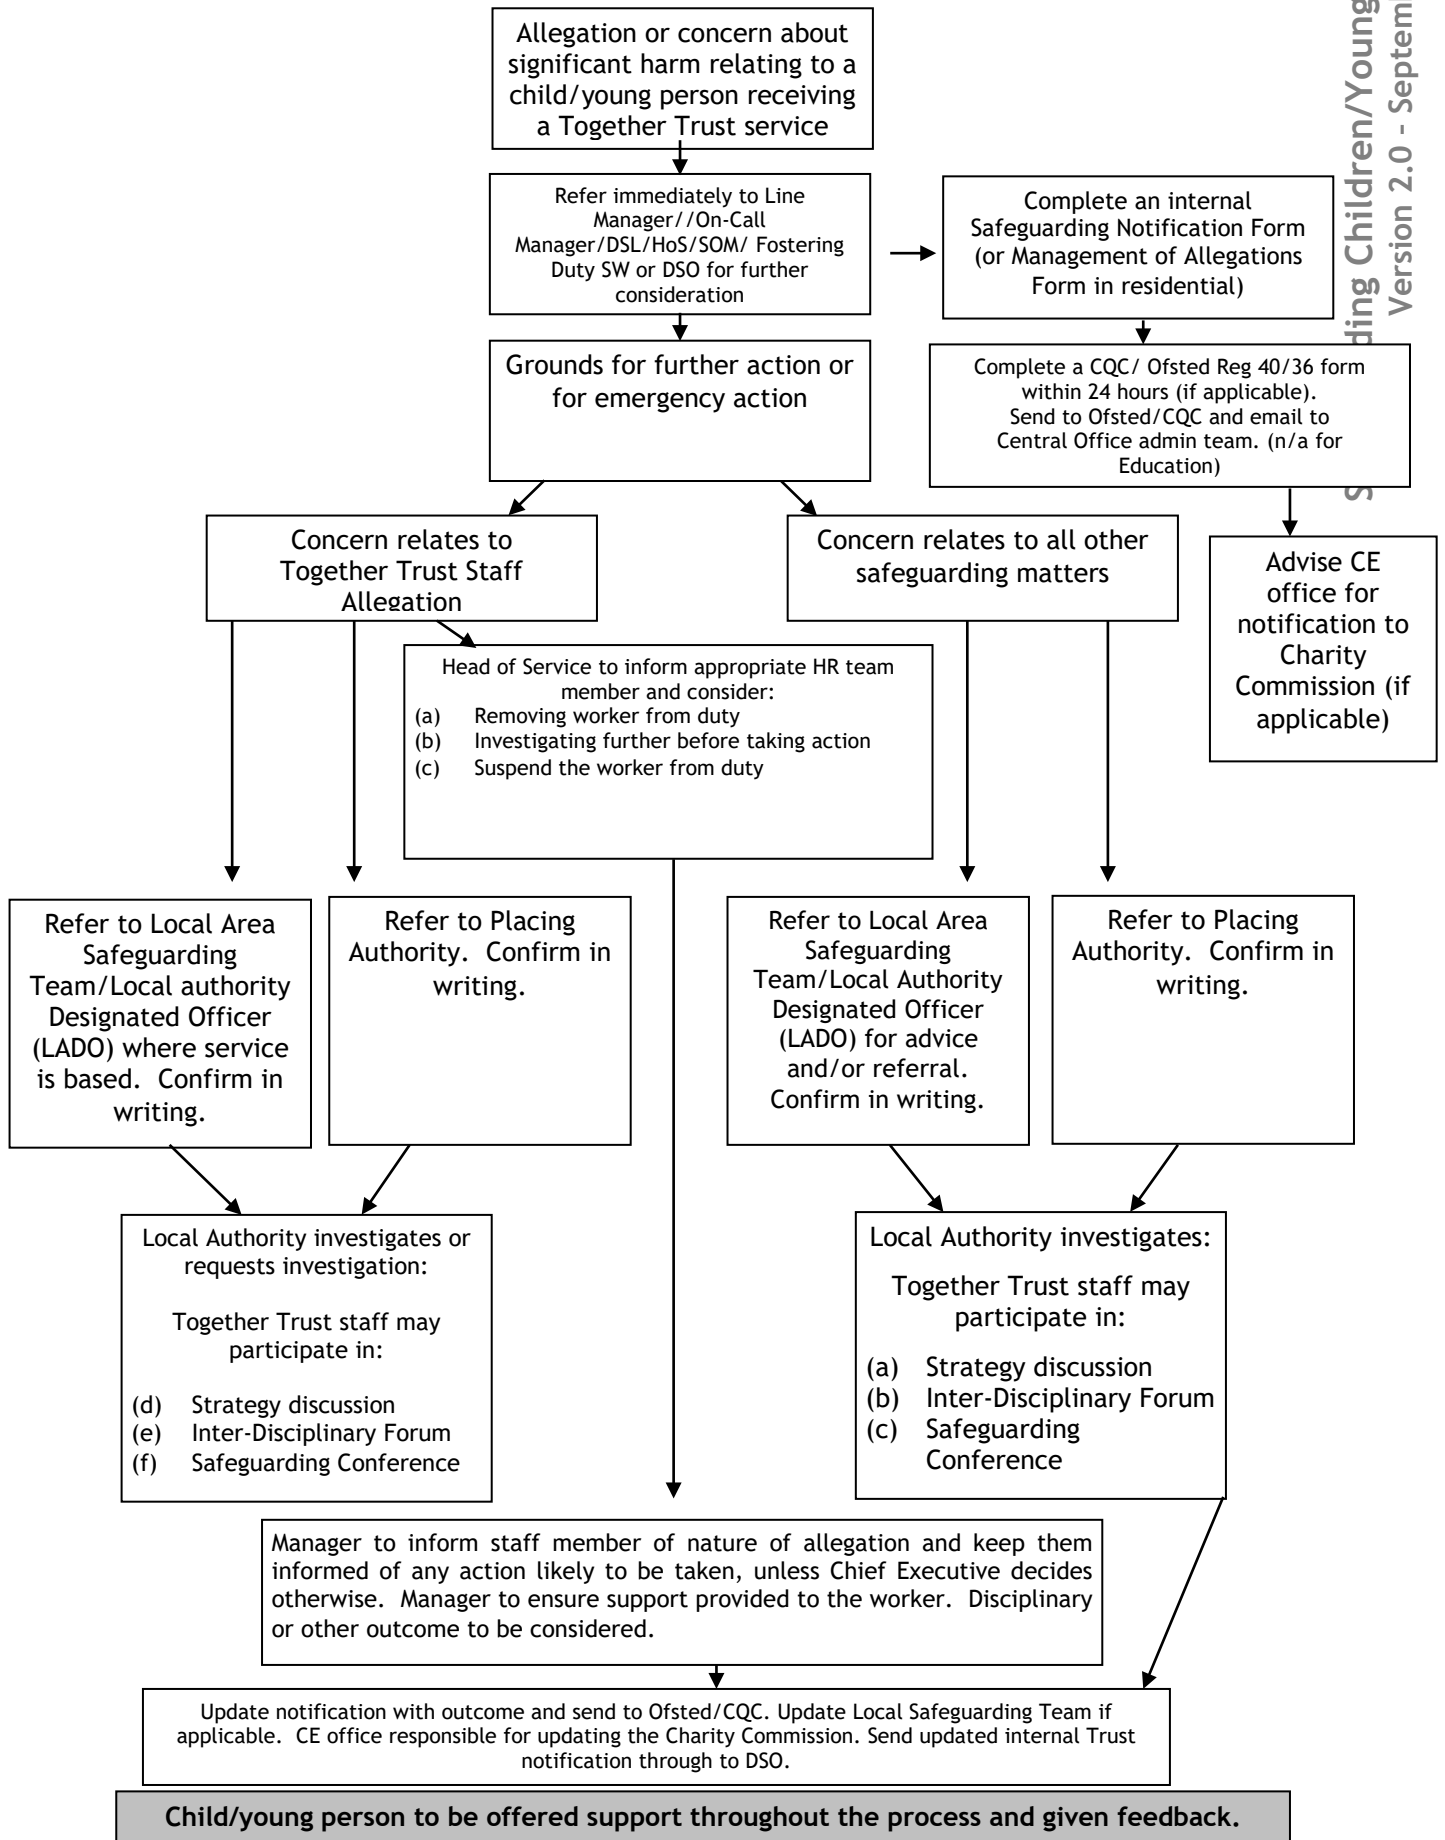 Allegation or concern about
significant harm relating to a
child/young person receiving
a Together Trust service
Refer immediately to Line
Manager//On-Call
Manager/DSL/HoS/SOM/ Fostering
Duty SW or DSO for further
consideration
Complete an internal
Safeguarding Notification Form
(or Management of Allegations
Form in residential)
ding Children/Young
Version 2.0 - Septem
Grounds for further action or
for emergency action
Complete a CQC/ Ofsted Reg 40/36 form
within 24 hours (if applicable).
Send to Ofsted/CQC and email to
Central Office admin team. (n/a for
Education)
Concern relates to
Together Trust Staff
Allegation
Concern relates to all other
safeguarding matters
Advise CE
office for
notification to
Charity
Commission (if
applicable)
Head of Service to inform appropriate HR team
member and consider:
(a) Removing worker from duty
(b) Investigating further before taking action
(c) Suspend the worker from duty
Refer to Local Area
Safeguarding
Team/Local authority
Designated Officer
(LADO) where service
is based. Confirm in
writing.
Refer to Placing
Authority. Confirm in
writing.
Refer to Local Area
Safeguarding
Team/Local Authority
Designated Officer
(LADO) for advice
and/or referral.
Confirm in writing.
Refer to Placing
Authority. Confirm in
writing.
Local Authority investigates or
requests investigation:
Together Trust staff may
participate in:
(d) Strategy discussion
(e) Inter-Disciplinary Forum
(f) Safeguarding Conference
Local Authority investigates:
Together Trust staff may
participate in:
(a) Strategy discussion
(b) Inter-Disciplinary Forum
(c) Safeguarding
Conference
Manager to inform staff member of nature of allegation and keep them
informed of any action likely to be taken, unless Chief Executive decides
otherwise. Manager to ensure support provided to the worker. Disciplinary
or other outcome to be considered.
Update notification with outcome and send to Ofsted/CQC. Update Local Safeguarding Team if
applicable. CE office responsible for updating the Charity Commission. Send updated internal Trust
notification through to DSO.
Child/young person to be offered support throughout the process and given feedback.